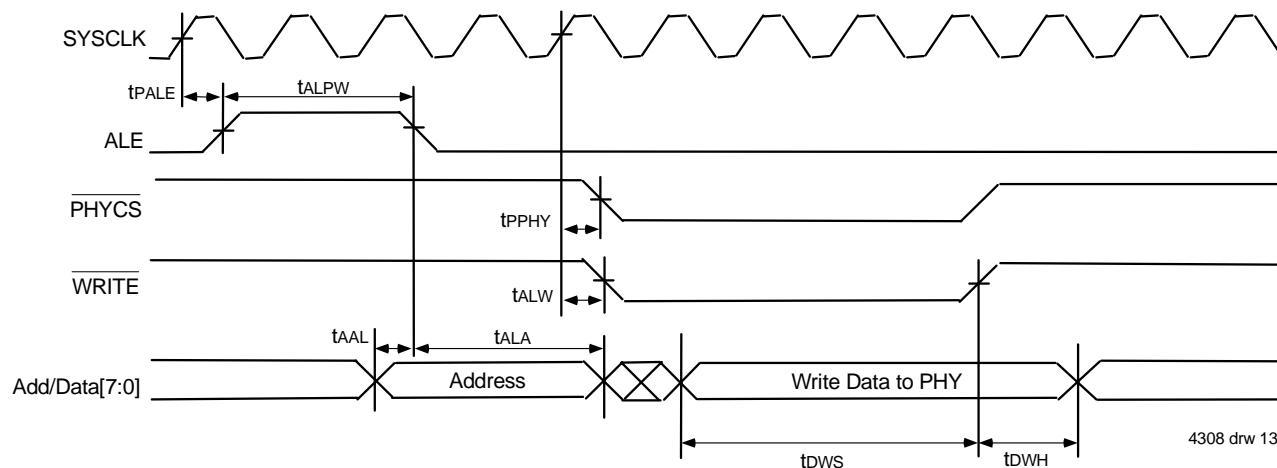 SYSCLK
tPALE
tALPW
ALE
PHYCS
tPPHY
WRITE
tALW
tAAL
tALA
Add/Data[7:0]
Address
Write Data to PHY
4308 drw 13
tDWS
tDWH